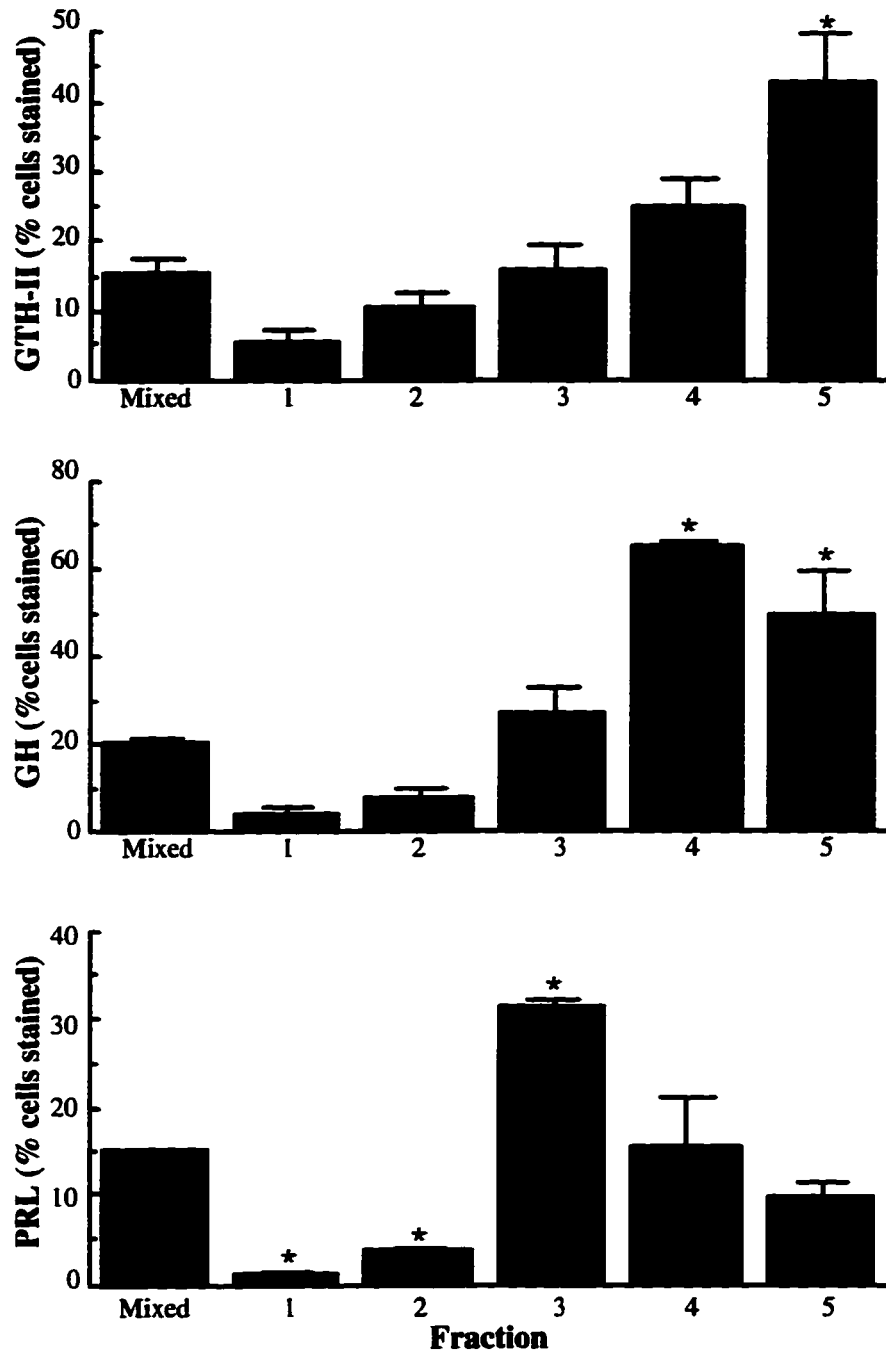 GTH-II (% cells stained)
50
40
30
20
10
0
*
Mixed 1 2 3 4 5
GH (%cells stained)
80
60
40
20
0
* *
Mixed 1 2 3 4 5
PRL (% cells stained)
40
30
20
10
0
* * *
Mixed 1 2 3 4 5
Fraction